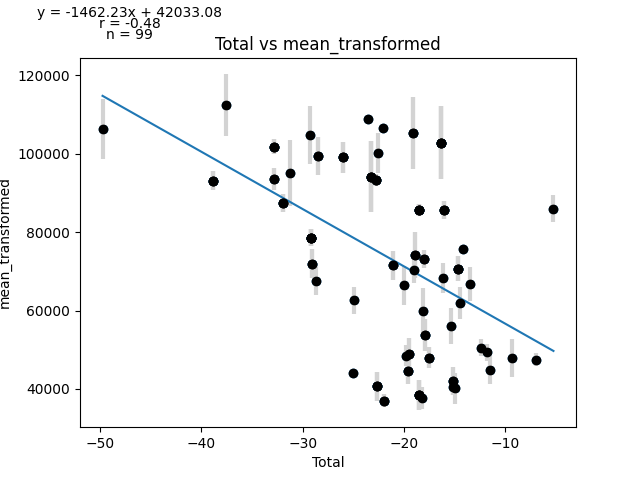 y = -1462.23x + 42033.08
r = -0.48
n = 99
Total vs mean_transformed
120000
100000
80000
60000
40000
mean_transformed
−50
−40
−30
−20
−10
Total